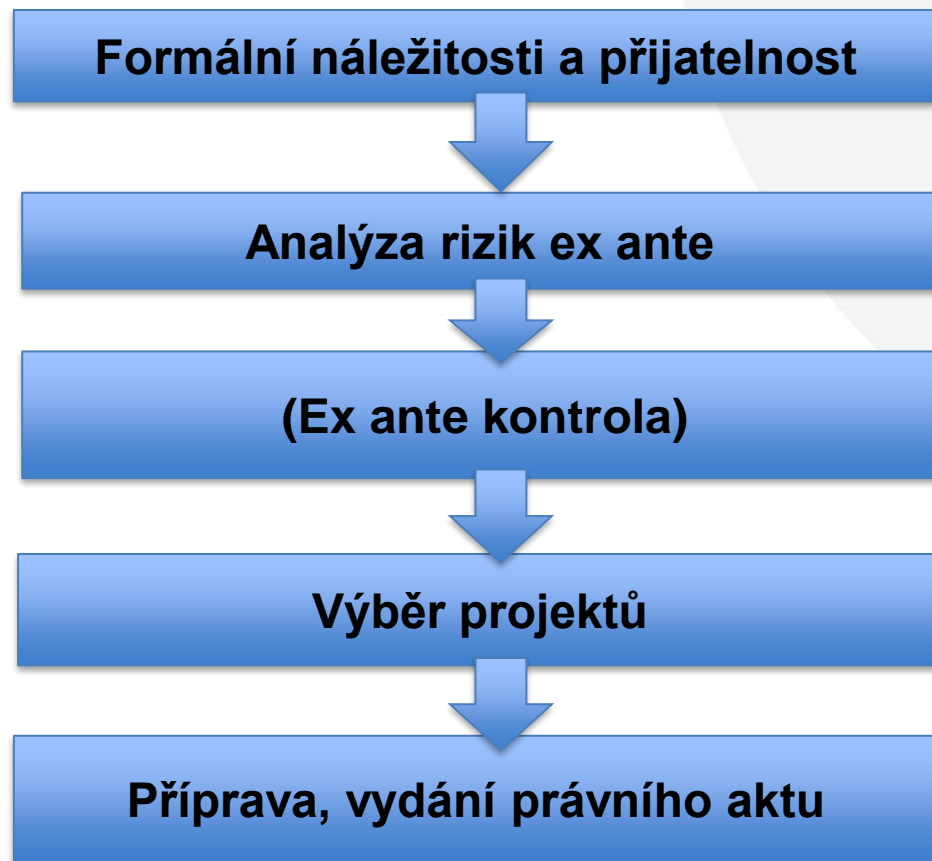 Formální náležitosti a přijatelnost
Analýza rizik ex ante
(Ex ante kontrola)
Výběr projektů
Příprava, vydání právního aktu